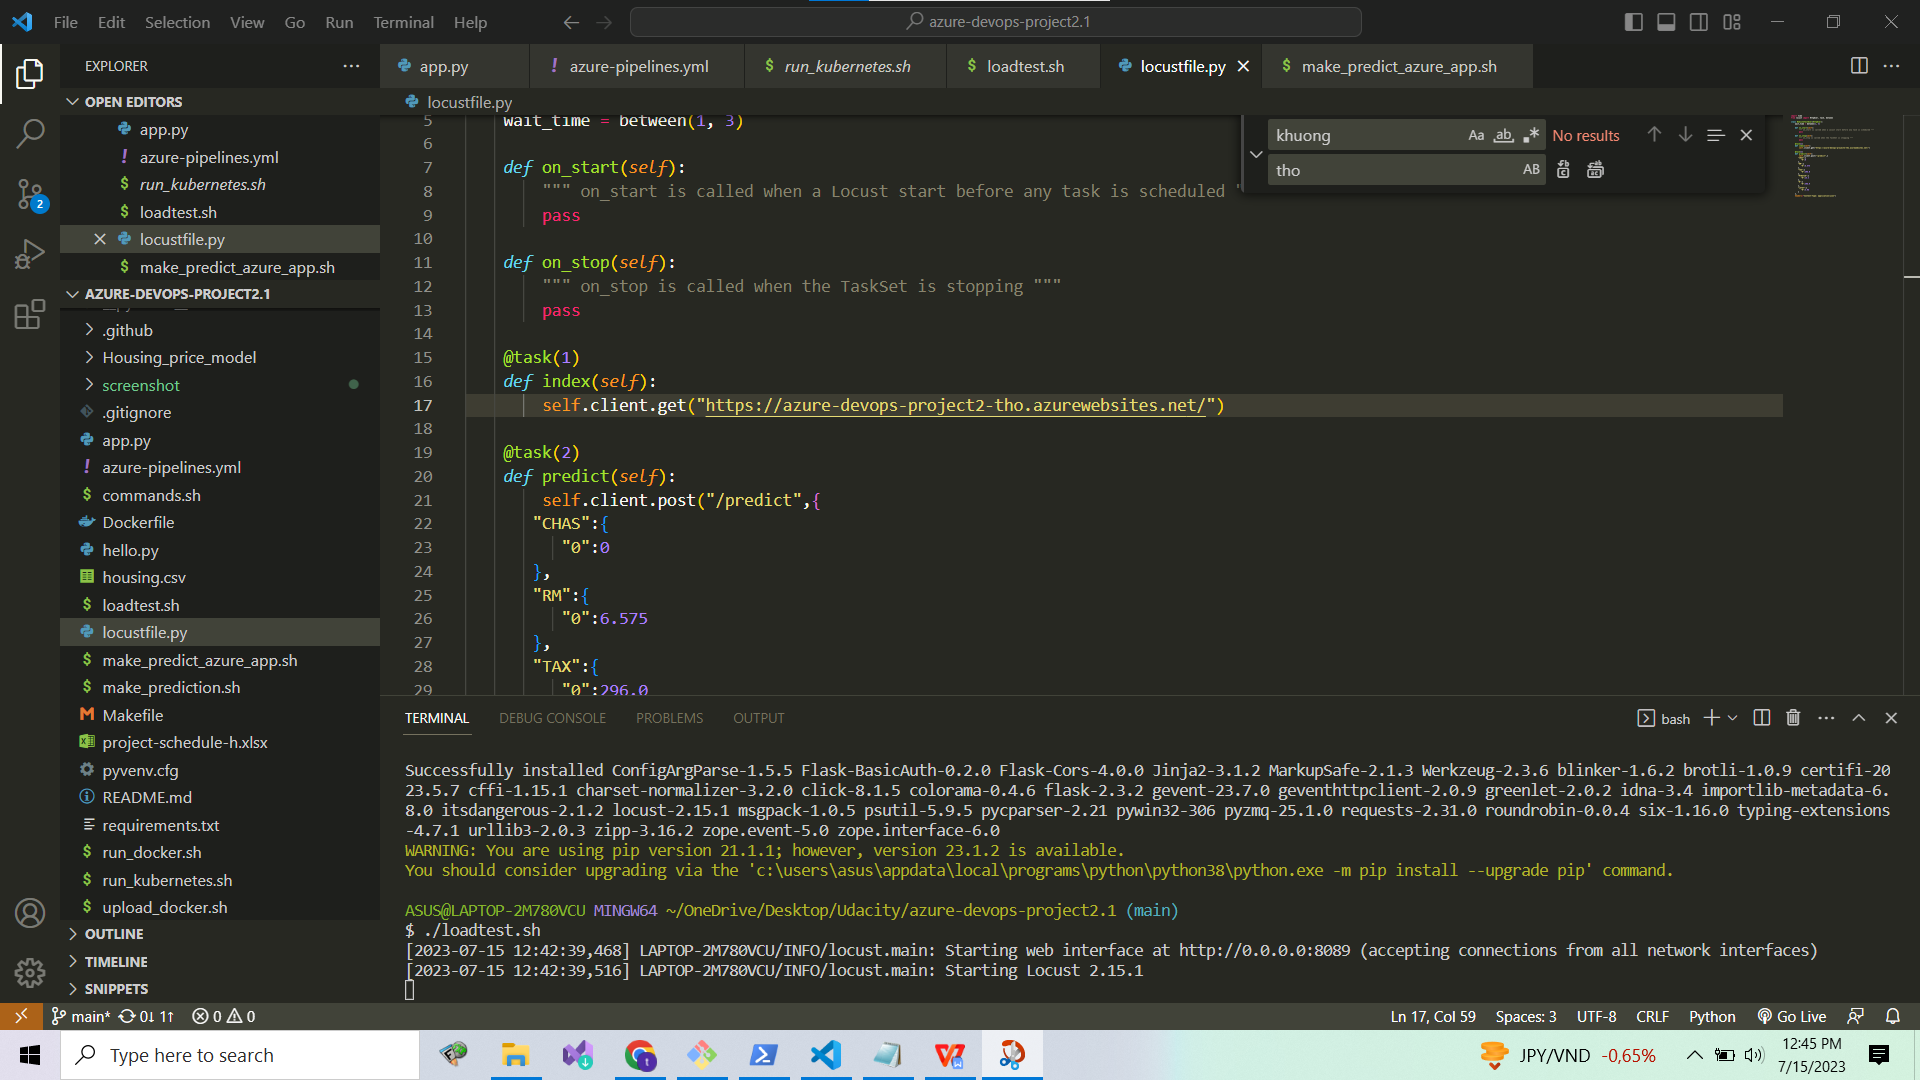 File Edit Selection View Go Run Terminal Help
azure-devops-project2.1
EXPLORER
OPEN EDITORS
app.py
azure-pipelines.yml
run_kubernetes.sh
loadtest.sh
locustfile.py
make_predict_azure_app.sh
AZURE-DEVOPS-PROJECT2.1
.github
Housing_price_model
screenshot
.gitignore
app.py
azure-pipelines.yml
commands.sh
Dockerfile
hello.py
housing.csv
loadtest.sh
locustfile.py
make_predict_azure_app.sh
make_prediction.sh
Makefile
project-schedule-h.xlsx
pyvenv.cfg
README.md
requirements.txt
run_docker.sh
run_kubernetes.sh
upload_docker.sh
OUTLINE
TIMELINE
SNIPPETS
2
app.py azure-pipelines.yml run_kubernetes.sh loadtest.sh locustfile.py make_predict_azure_app.sh
locustfile.py
khuong Aa ab No results
tho AB
5 wait_time = between(1, 3)
6
7 def on_start(self):
8 """ on_start is called when a Locust start before any task is scheduled "
9 pass
10
11 def on_stop(self):
12 """ on_stop is called when the TaskSet is stopping """
13 pass
14
15 @task(1)
16 def index(self):
17 self.client.get("https://azure-devops-project2-tho.azurewebsites.net/")
18
19 @task(2)
20 def predict(self):
21 self.client.post("/predict",{
22 "CHAS":{
23 "0":0
24 },
25 "RM":{
26 "0":6.575
27 },
28 "TAX":{
29 "0":296.0
TERMINAL DEBUG CONSOLE PROBLEMS OUTPUT
bash
Successfully installed ConfigArgParse-1.5.5 Flask-BasicAuth-0.2.0 Flask-Cors-4.0.0 Jinja2-3.1.2 MarkupSafe-2.1.3 Werkzeug-2.3.6 blinker-1.6.2 brotli-1.0.9 certifi-20
23.5.7 cffi-1.15.1 charset-normalizer-3.2.0 click-8.1.5 colorama-0.4.6 flask-2.3.2 gevent-23.7.0 geventhttpclient-2.0.9 greenlet-2.0.2 idna-3.4 importlib-metadata-6.
8.0 itsdangerous-2.1.2 locust-2.15.1 msgpack-1.0.5 psutil-5.9.5 pycparser-2.21 pywin32-306 pyzmq-25.1.0 requests-2.31.0 roundrobin-0.0.4 six-1.16.0 typing-extensions
-4.7.1 urllib3-2.0.3 zipp-3.16.2 zope.event-5.0 zope.interface-6.0
WARNING: You are using pip version 21.1.1; however, version 23.1.2 is available.
You should consider upgrading via the 'c:\users\asus\appdata\local\programs\python\python38\python.exe -m pip install --upgrade pip' command.
ASUS@LAPTOP-2M780VCU MINGW64 ~/OneDrive/Desktop/Udacity/azure-devops-project2.1 (main)
$ ./loadtest.sh
[2023-07-15 12:42:39,468] LAPTOP-2M780VCU/INFO/locust.main: Starting web interface at http://0.0.0.0:8089 (accepting connections from all network interfaces)
[2023-07-15 12:42:39,516] LAPTOP-2M780VCU/INFO/locust.main: Starting Locust 2.15.1
main* 0↓ 1↑ 0 0
Ln 17, Col 59 Spaces: 3 UTF-8 CRLF Python Go Live
Type here to search
JPY/VND -0,65%
12:45 PM
7/15/2023